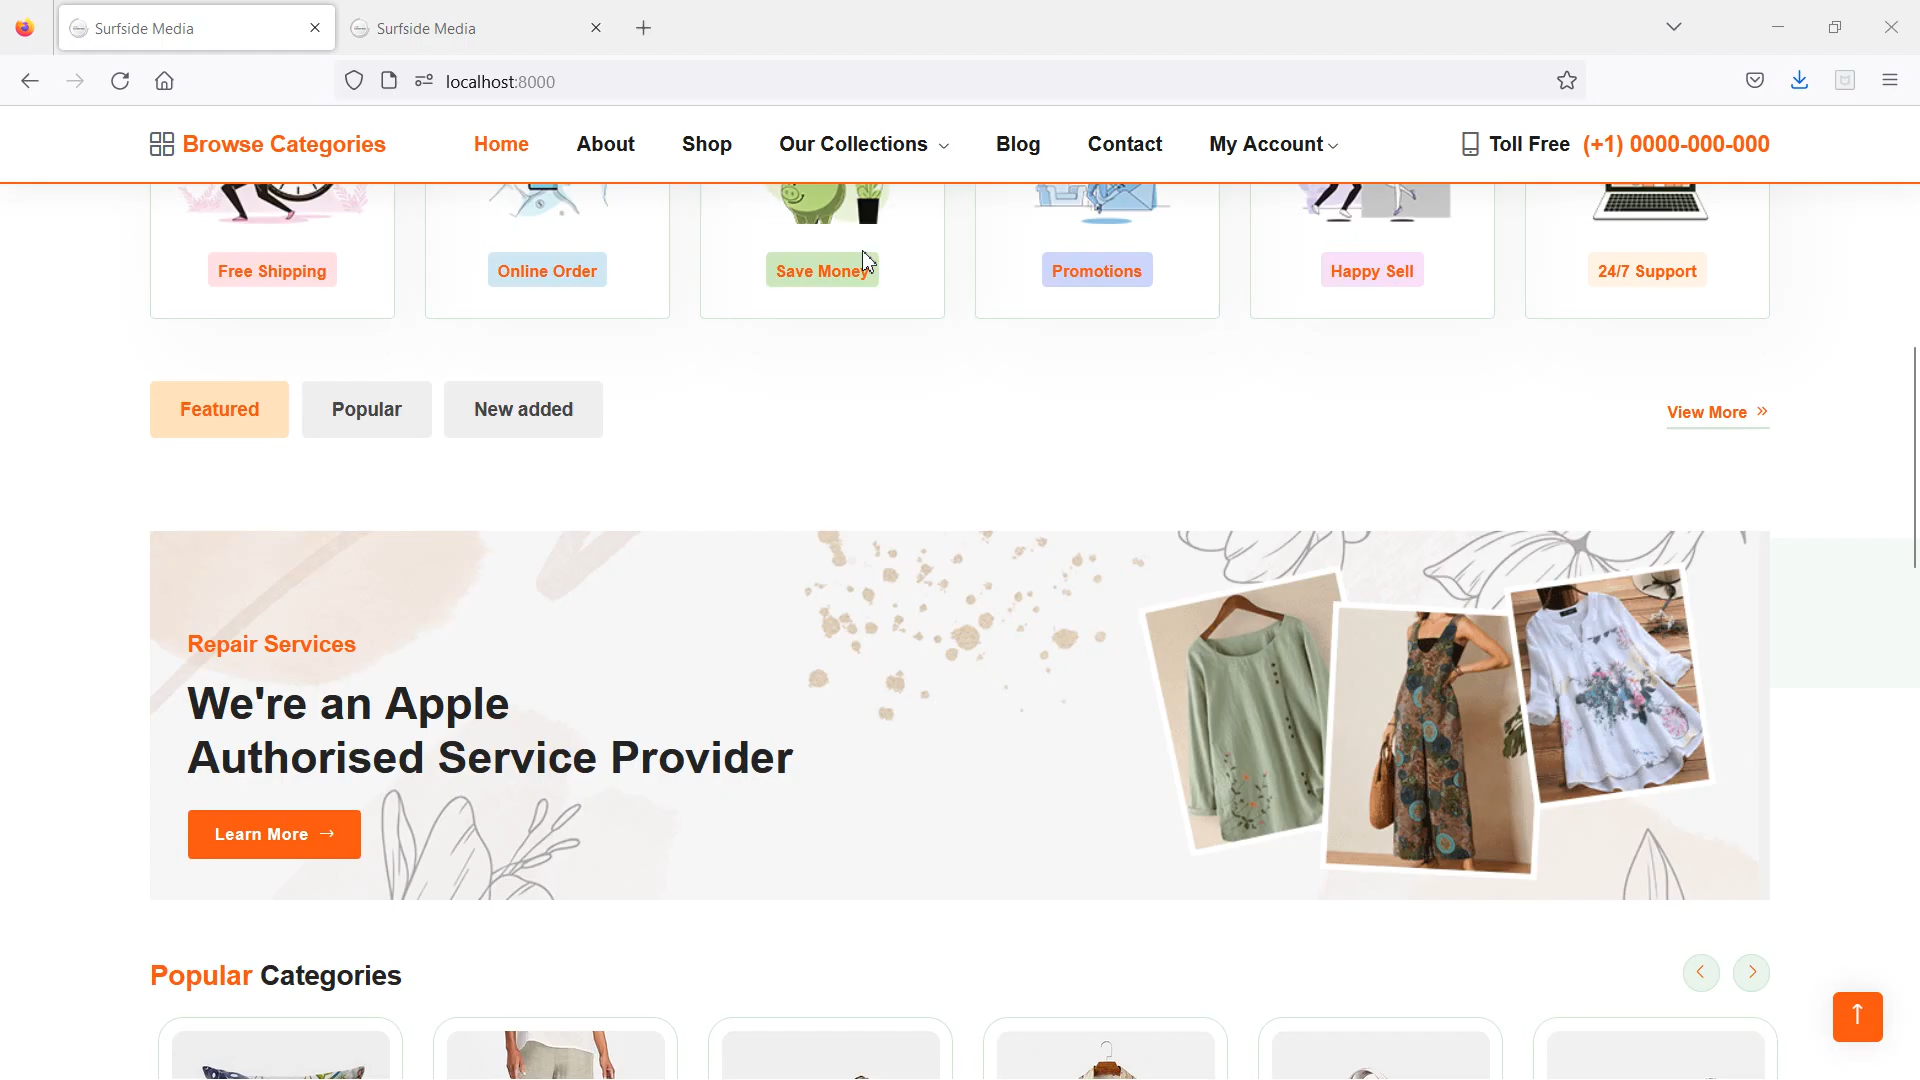 Surfside Media
Surfside Media
localhost:8000
Browse Categories
Home
About
Shop
Our Collections
Blog
Contact
My Account
Toll Free (+1) 0000-000-000
Free Shipping
Online Order
Save Money
Promotions
Happy Sell
24/7 Support
Featured
Popular
New added
View More
Repair Services
We're an Apple
Authorised Service Provider
Learn More
Popular Categories